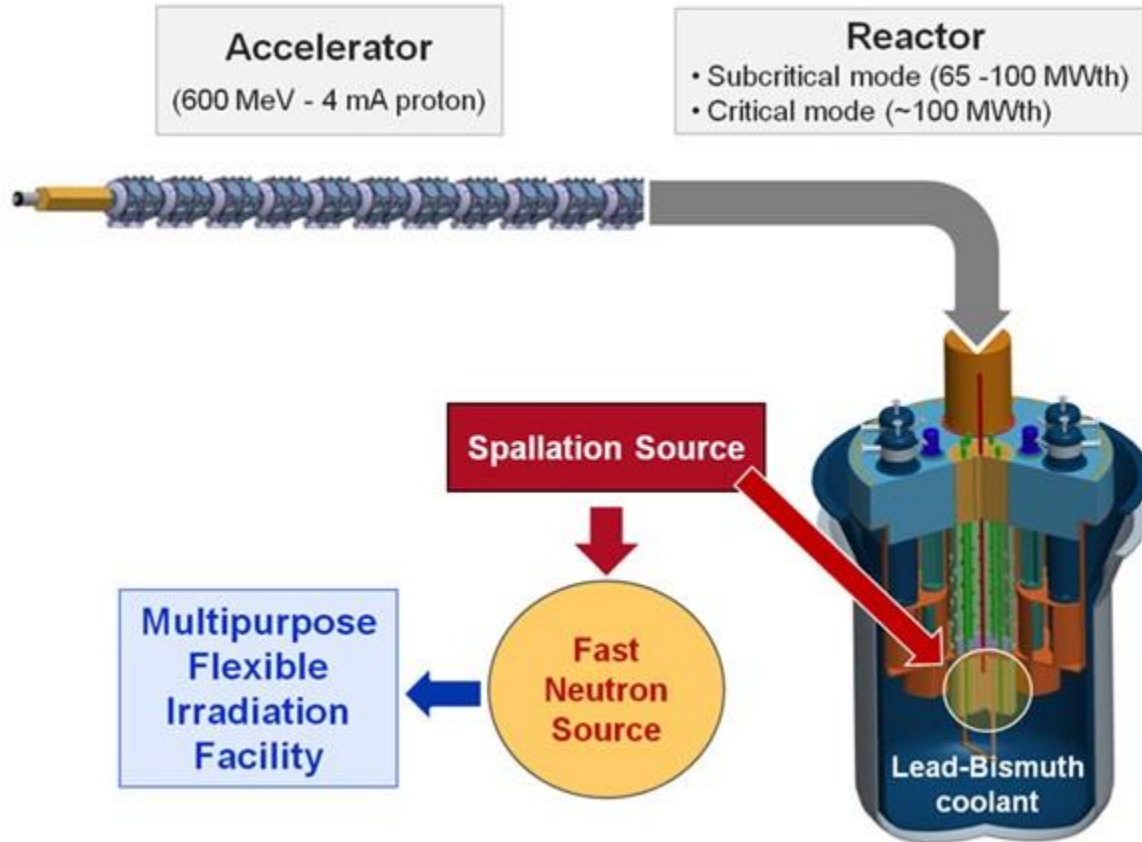 Accelerator
(600 MeV - 4 mA proton)
Reactor
• Subcritical mode (65 -100 MWth)
• Critical mode (~100 MWth)
Spallation Source
Fast
Neutron
Source
Multipurpose
Flexible
Irradiation
Facility
Lead-Bismuth
coolant